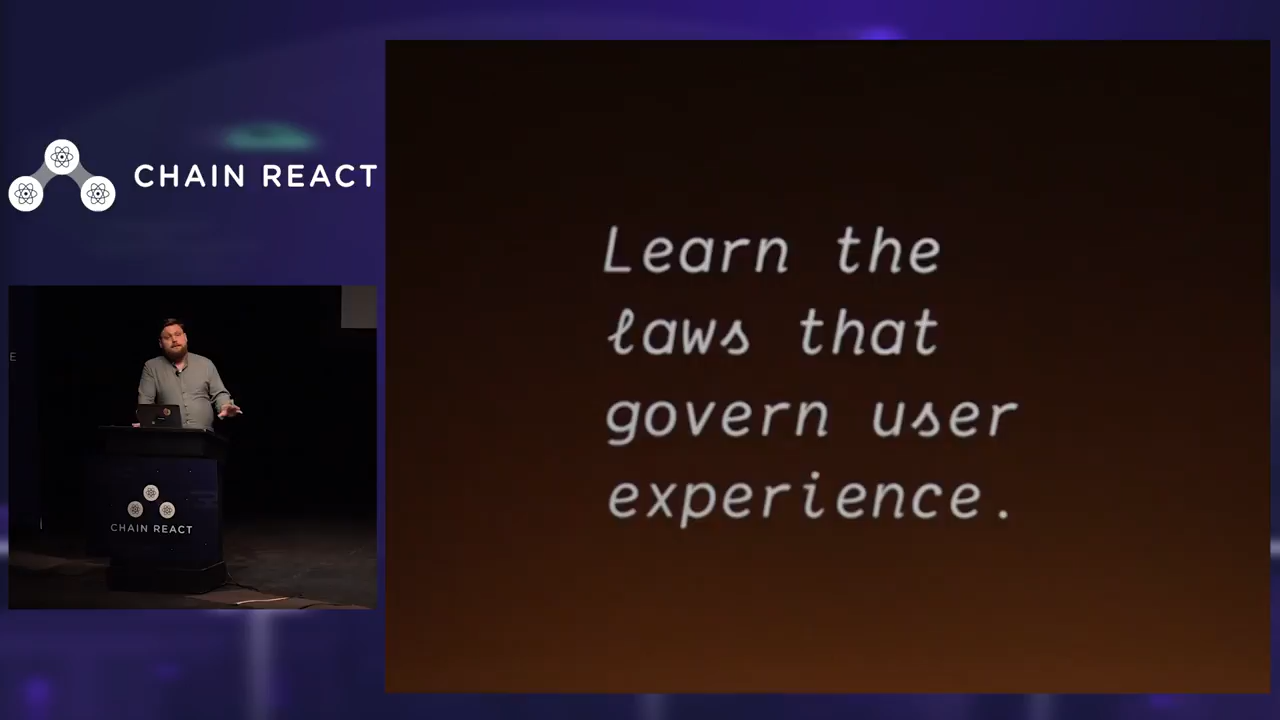 CHAIN REACT
Learn the
laws that
govern user
experience.
E
CHAIN REACT